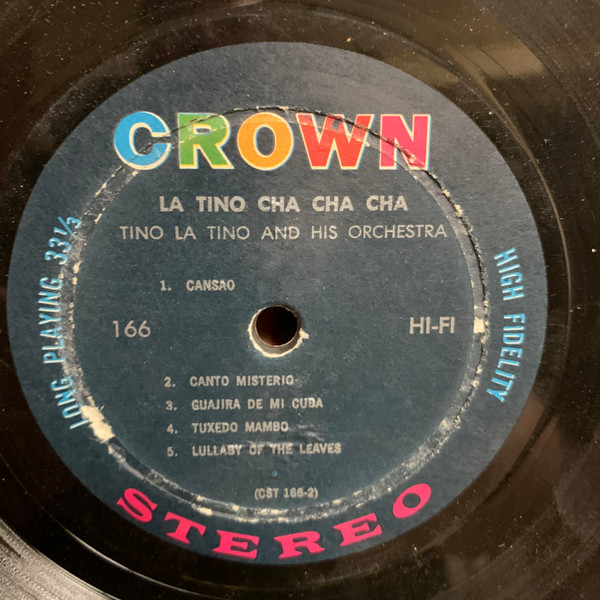 CROWN
LA TINO CHA CHA CHA
TINO LA TINO AND HIS ORCHESTRA
1. CANSAO
166
HI-FI
2. CANTO MISTERIO
3. GUAJIRA DE MI CUBA
4. TUXEDO MAMBO
5. LULLABY OF THE LEAVES
(CST 166-2)
LONG PLAYING 33⅓
HIGH FIDELITY
STEREO